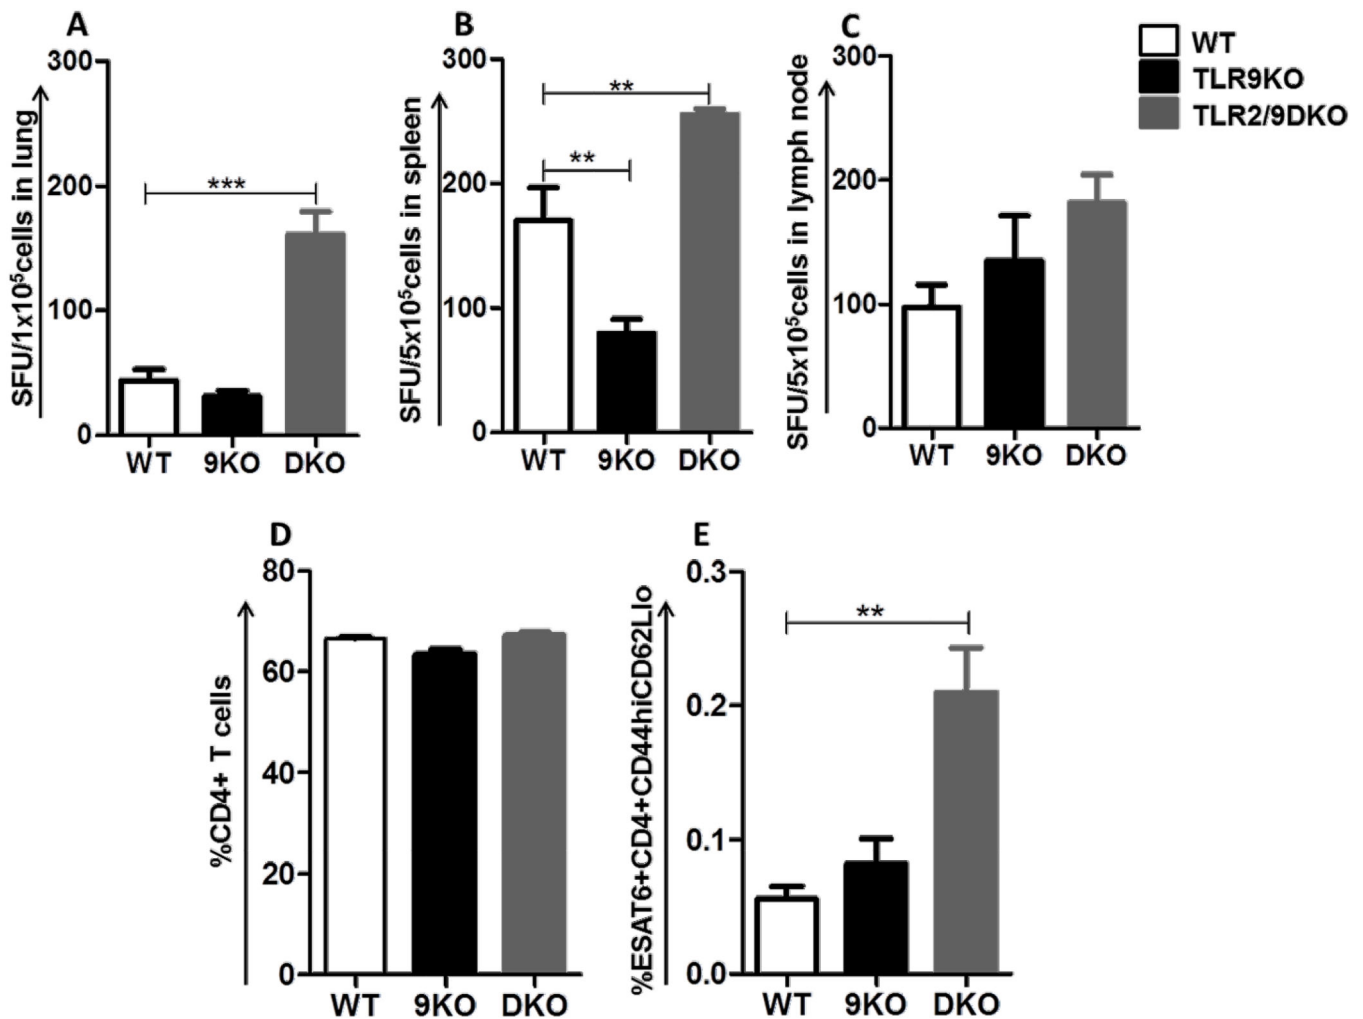 A
SFU/1x10⁵cells in lung
300
200
100
0
***
WT 9KO DKO
B
SFU/5x10⁵cells in spleen
300
200
100
0
**
**
WT 9KO DKO
C
SFU/5x10⁵cells in lymph node
300
200
100
0
WT 9KO DKO
WT
TLR9KO
TLR2/9DKO
D
%CD4+ T cells
80
60
40
20
0
WT 9KO DKO
E
%ESAT6+CD4+CD44hiCD62Llo
0.3
0.2
0.1
0.0
**
WT 9KO DKO